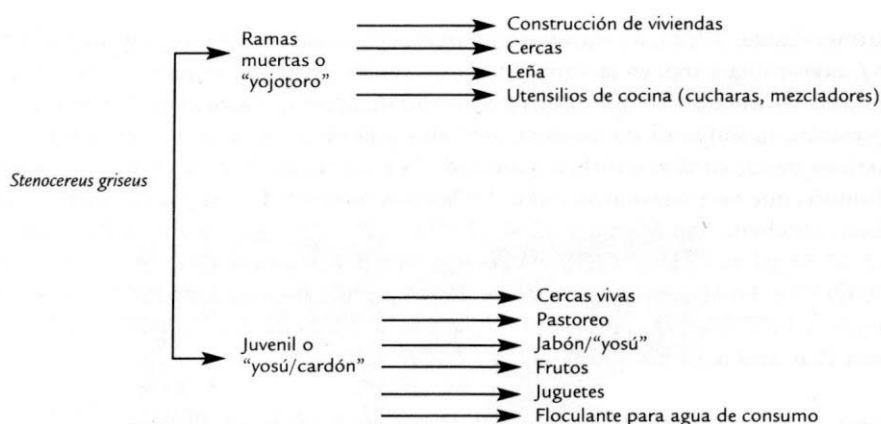 Stenocereus griseus
Ramas
muertas o
“yojotoro”
Construcción de viviendas
Cercas
Leña
Utensilios de cocina (cucharas, mezcladores)
Juvenil o
“yosú/cardón”
Cercas vivas
Pastoreo
Jabón/“yosú”
Frutos
Juguetes
Floculante para agua de consumo